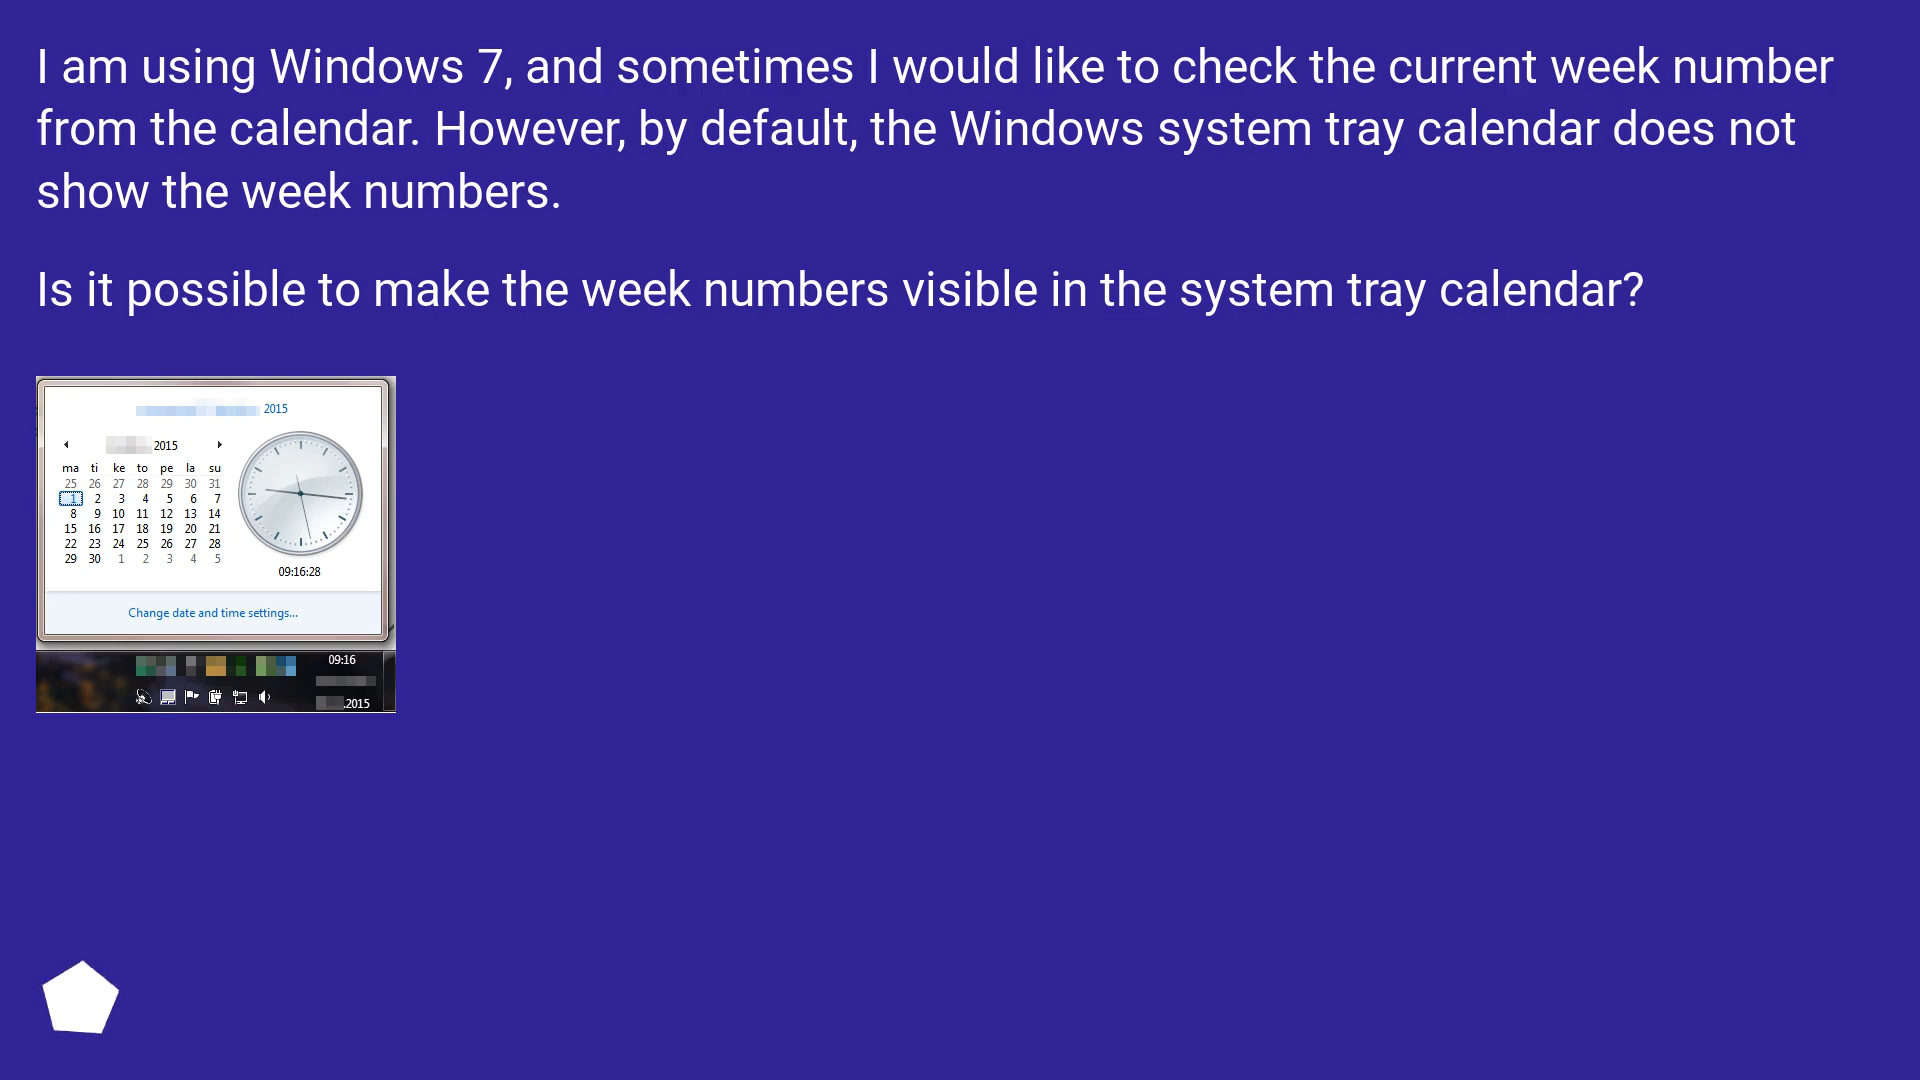 I am using Windows 7, and sometimes I would like to check the current week number
from the calendar. However, by default, the Windows system tray calendar does not
show the week numbers.
Is it possible to make the week numbers visible in the system tray calendar?
2015
2015
ma ti ke to pe la su
25 26 27 28 29 30 31
1 2 3 4 5 6 7
8 9 10 11 12 13 14
15 16 17 18 19 20 21
22 23 24 25 26 27 28
29 30 1 2 3 4 5
09:16:28
Change date and time settings...
09:16
.2015